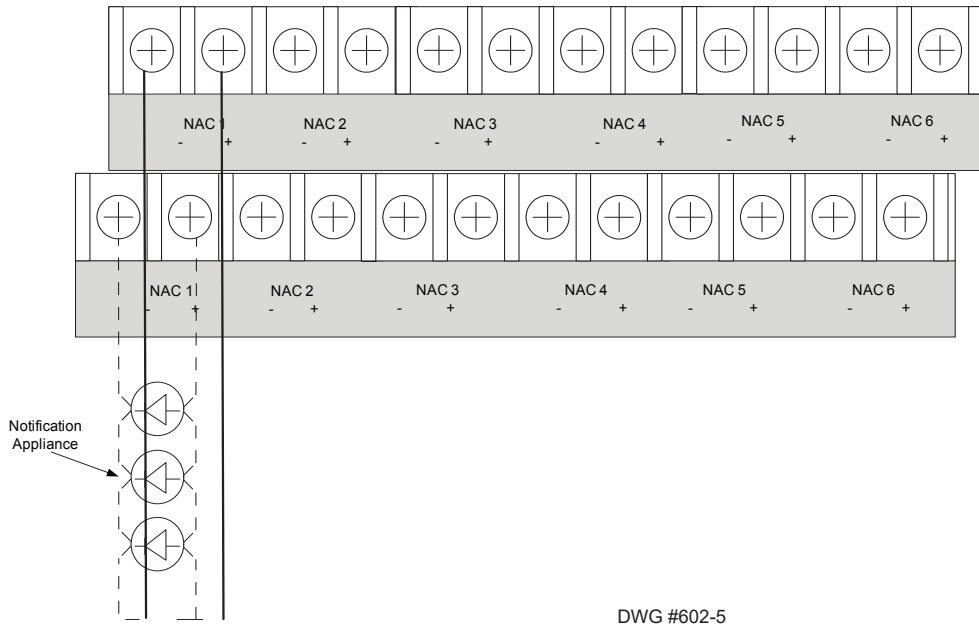 NAC 1 NAC 2 NAC 3 NAC 4 NAC 5 NAC 6
- + - + - + - + - + - +
NAC 1 NAC 2 NAC 3 NAC 4 NAC 5 NAC 6
- + - + - + - + - + - +
Notification
Appliance
DWG #602-5